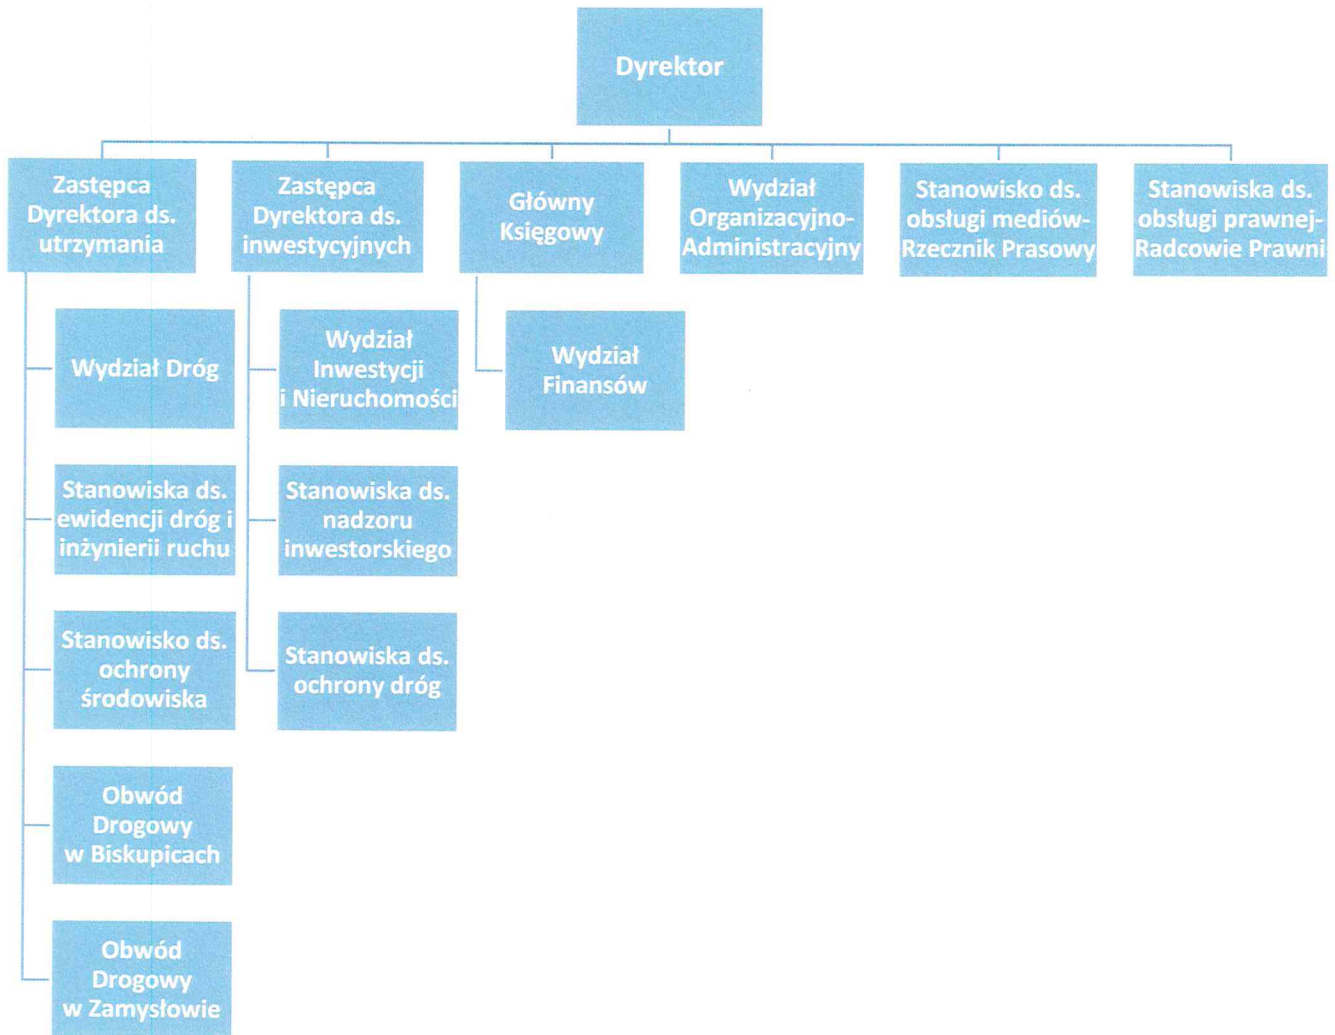 Dyrektor
Zastępca
Dyrektora ds.
utrzymania
Zastępca
Dyrektora ds.
inwestycyjnych
Główny
Księgowy
Wydział
Organizacyjno-
Administracyjny
Stanowisko ds.
obsługi mediów-
Rzecznik Prasowy
Stanowiska ds.
obsługi prawnej-
Radcowie Prawni
Wydział Dróg
Stanowiska ds.
ewidencji dróg i
inżynierii ruchu
Stanowisko ds.
ochrony
środowiska
Obwód
Drogowy
w Biskupicach
Obwód
Drogowy
w Zamysłowie
Wydział
Inwestycji
i Nieruchomości
Stanowiska ds.
nadzoru
inwestorskiego
Stanowiska ds.
ochrony dróg
Wydział
Finansów